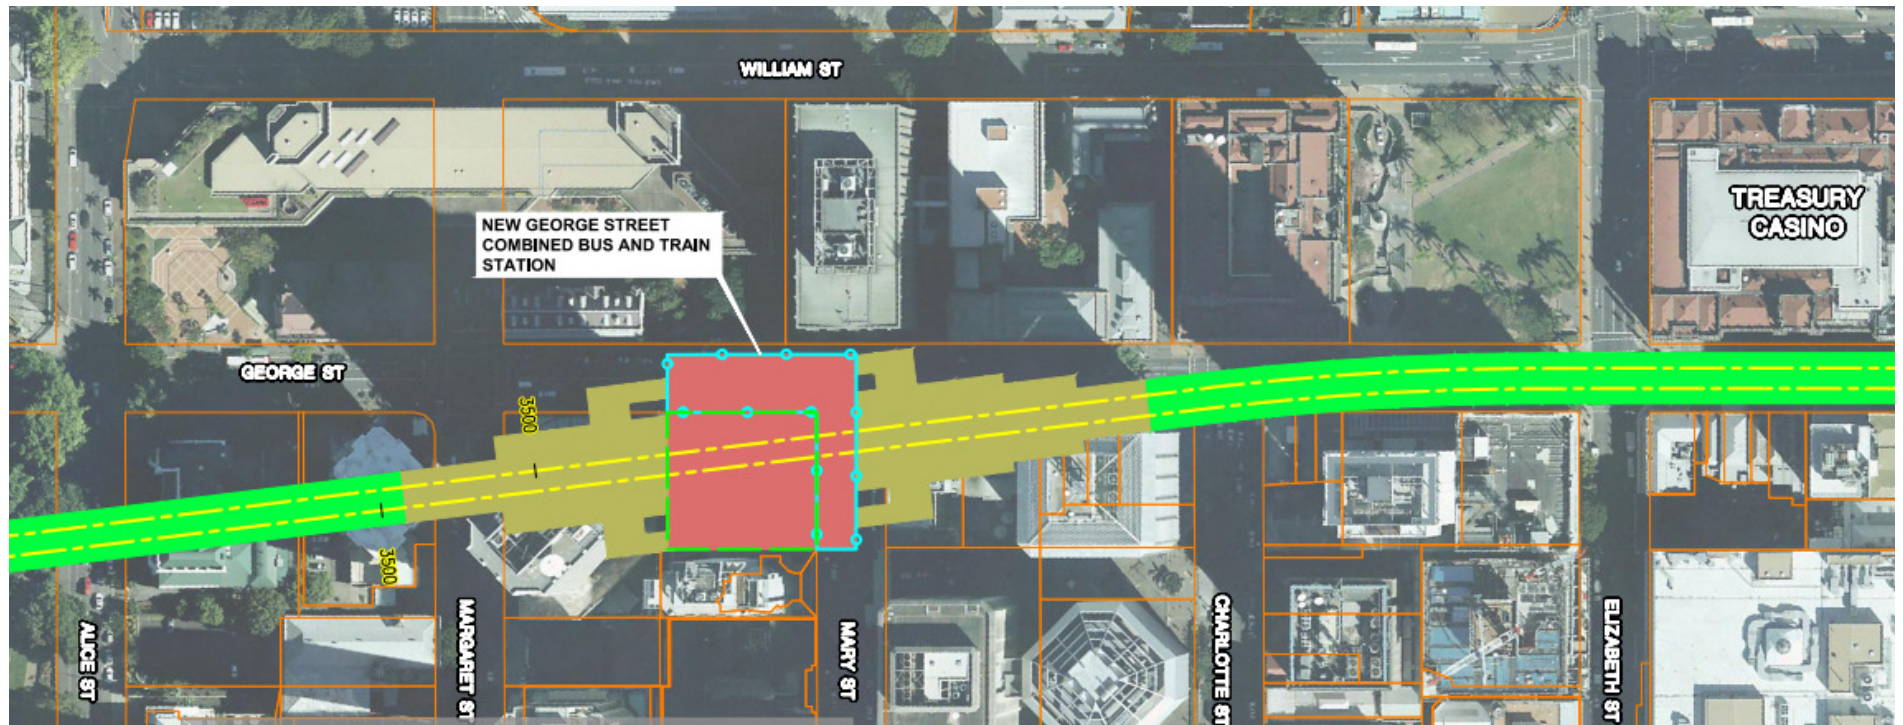 WILLIAM ST
TREASURY
CASINO
NEW GEORGE STREET
COMBINED BUS AND TRAIN
STATION
GEORGE ST
3500
3500
ALICE ST
MARGARET ST
MARY ST
CHARLOTTE ST
ELIZABETH ST